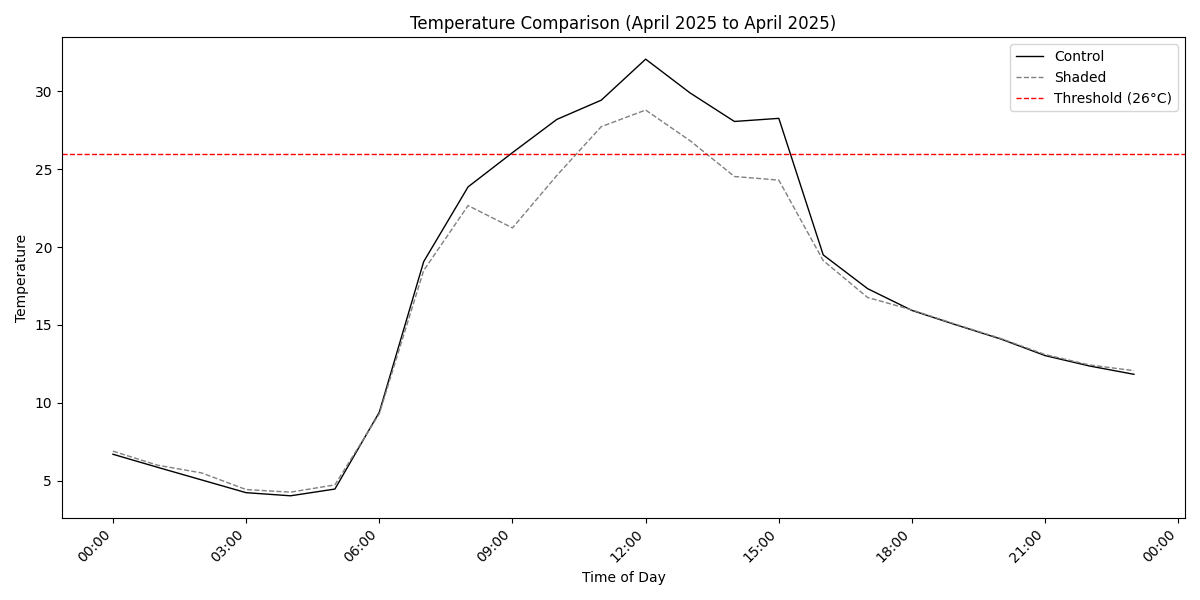 Temperature Comparison (April 2025 to April 2025)
Control
Shaded
Threshold (26°C)
Temperature
30
25
20
15
10
5
00:00
03:00
06:00
09:00
12:00
15:00
18:00
21:00
00:00
Time of Day